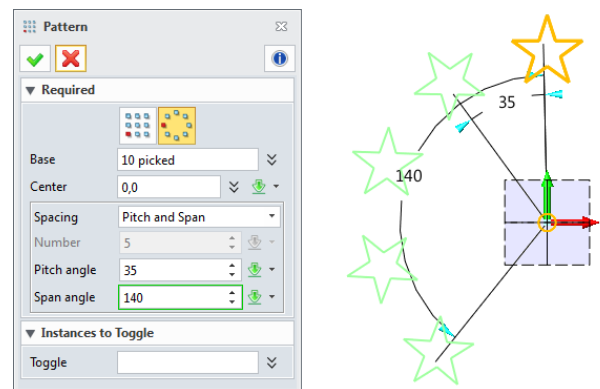 Pattern
Required
Base 10 picked
Center 0,0
Spacing Pitch and Span
Number 5
Pitch angle 35
Span angle 140
Instances to Toggle
Toggle
35
140